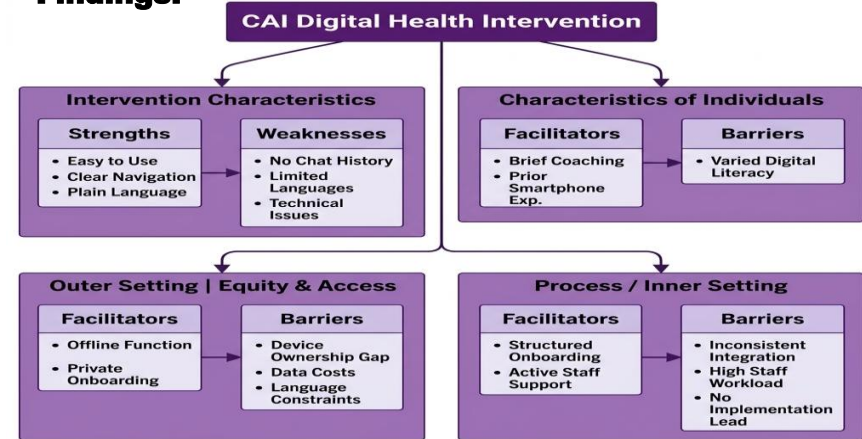 Findings:
CAI Digital Health Intervention
Intervention Characteristics
Strengths
• Easy to Use
• Clear Navigation
• Plain Language
Weaknesses
• No Chat History
• Limited
Languages
• Technical
Issues
Characteristics of Individuals
Facilitators
• Brief Coaching
• Prior
Smartphone
Exp.
Barriers
• Varied Digital
Literacy
Outer Setting | Equity & Access
Facilitators
• Offline Function
• Private
Onboarding
Barriers
• Device
Ownership Gap
• Data Costs
• Language
Constraints
Process / Inner Setting
Facilitators
• Structured
Onboarding
• Active Staff
Support
Barriers
• Inconsistent
Integration
• High Staff
Workload
• No
Implementation
Lead